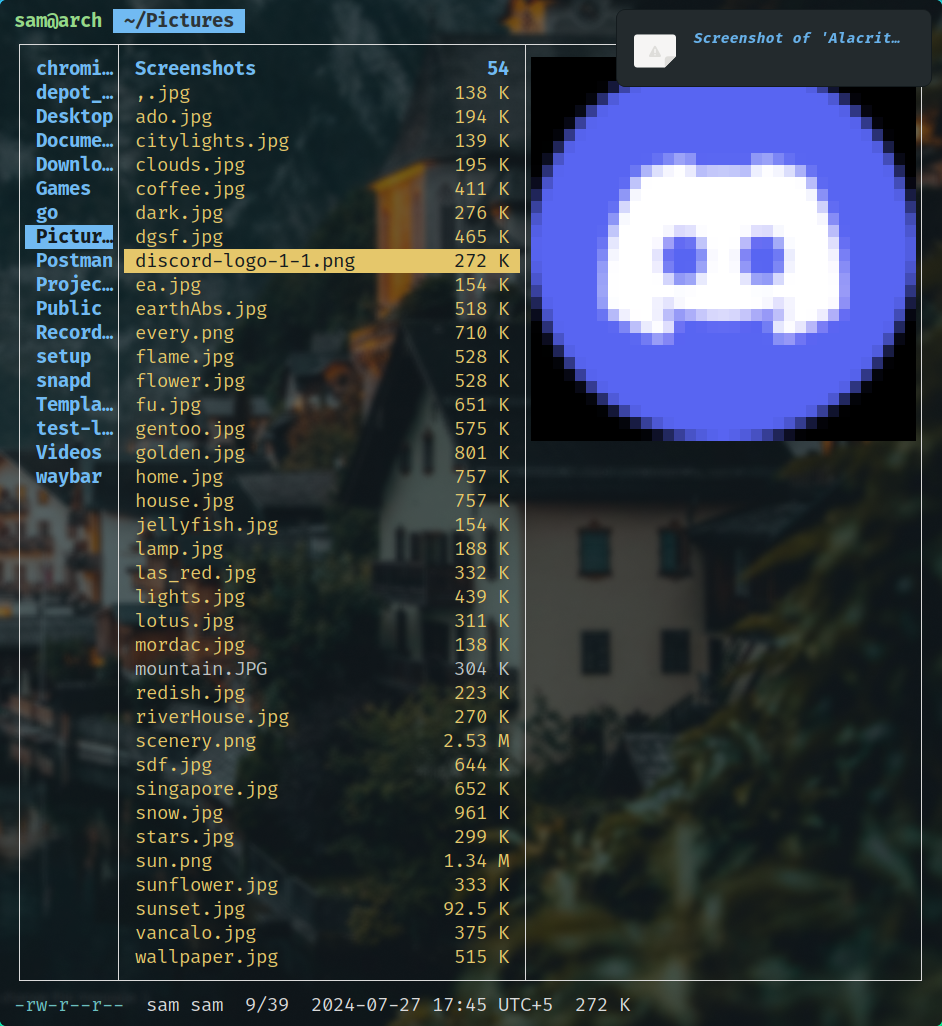 sam@arch ~/Pictures
Screenshot of 'Alacrit…
chromi…
depot_…
Desktop
Docume…
Downlo…
Games
go
Pictur…
Postman
Projec…
Public
Record…
setup
snapd
Templa…
test-l…
Videos
waybar
Screenshots 54
,.jpg 138 K
ado.jpg 194 K
citylights.jpg 139 K
clouds.jpg 195 K
coffee.jpg 411 K
dark.jpg 276 K
dgsf.jpg 465 K
discord-logo-1-1.png 272 K
ea.jpg 154 K
earthAbs.jpg 518 K
every.png 710 K
flame.jpg 528 K
flower.jpg 528 K
fu.jpg 651 K
gentoo.jpg 575 K
golden.jpg 801 K
home.jpg 757 K
house.jpg 757 K
jellyfish.jpg 154 K
lamp.jpg 188 K
las_red.jpg 332 K
lights.jpg 439 K
lotus.jpg 311 K
mordac.jpg 138 K
mountain.JPG 304 K
redish.jpg 223 K
riverHouse.jpg 270 K
scenery.png 2.53 M
sdf.jpg 644 K
singapore.jpg 652 K
snow.jpg 961 K
stars.jpg 299 K
sun.png 1.34 M
sunflower.jpg 333 K
sunset.jpg 92.5 K
vancalo.jpg 375 K
wallpaper.jpg 515 K
-rw-r--r-- sam sam 9/39 2024-07-27 17:45 UTC+5 272 K